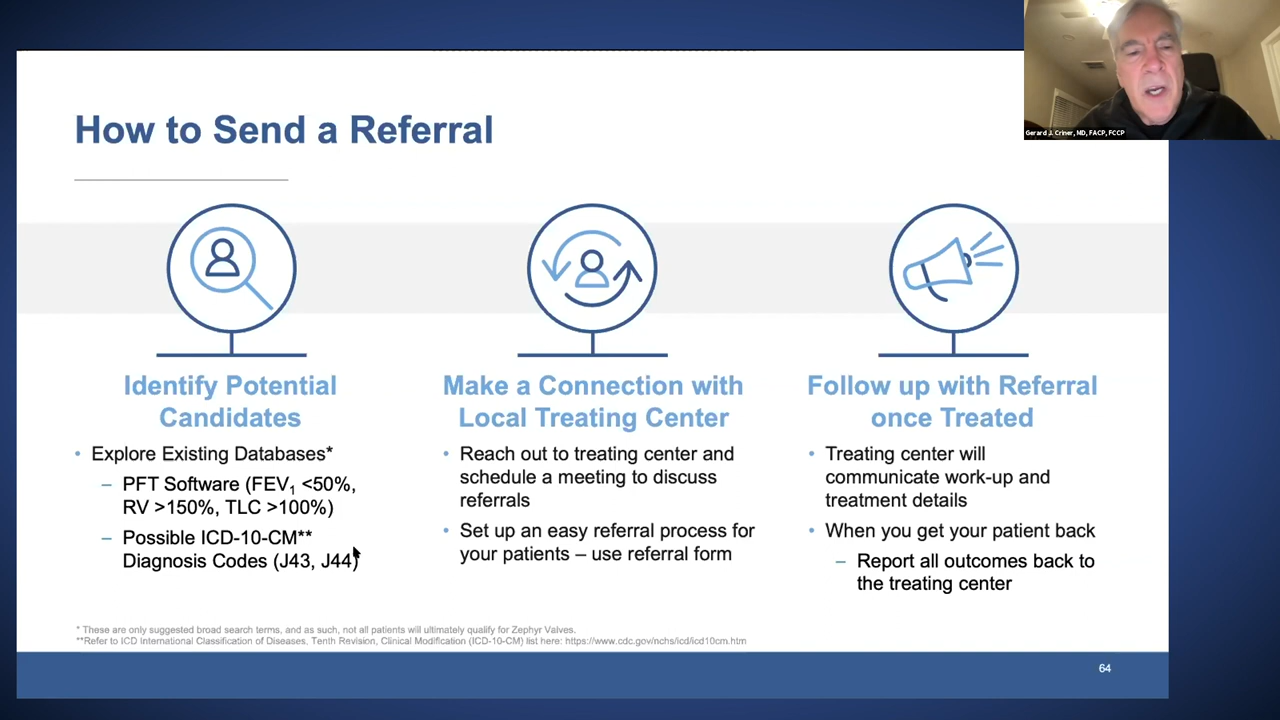 How to Send a Referral
Gerard J. Criner, MD, FACP, FCCP
Identify Potential
Candidates
• Explore Existing Databases*
– PFT Software (FEV₁ <50%,
RV >150%, TLC >100%)
– Possible ICD-10-CM**
Diagnosis Codes (J43, J44)
Make a Connection with
Local Treating Center
• Reach out to treating center and
schedule a meeting to discuss
referrals
• Set up an easy referral process for
your patients – use referral form
Follow up with Referral
once Treated
• Treating center will
communicate work-up and
treatment details
• When you get your patient back
– Report all outcomes back to
the treating center
* These are only suggested broad search terms, and as such, not all patients will ultimately qualify for Zephyr Valves.
**Refer to ICD International Classification of Diseases, Tenth Revision, Clinical Modification (ICD-10-CM) list here: https://www.cdc.gov/nchs/icd/icd10cm.htm
64